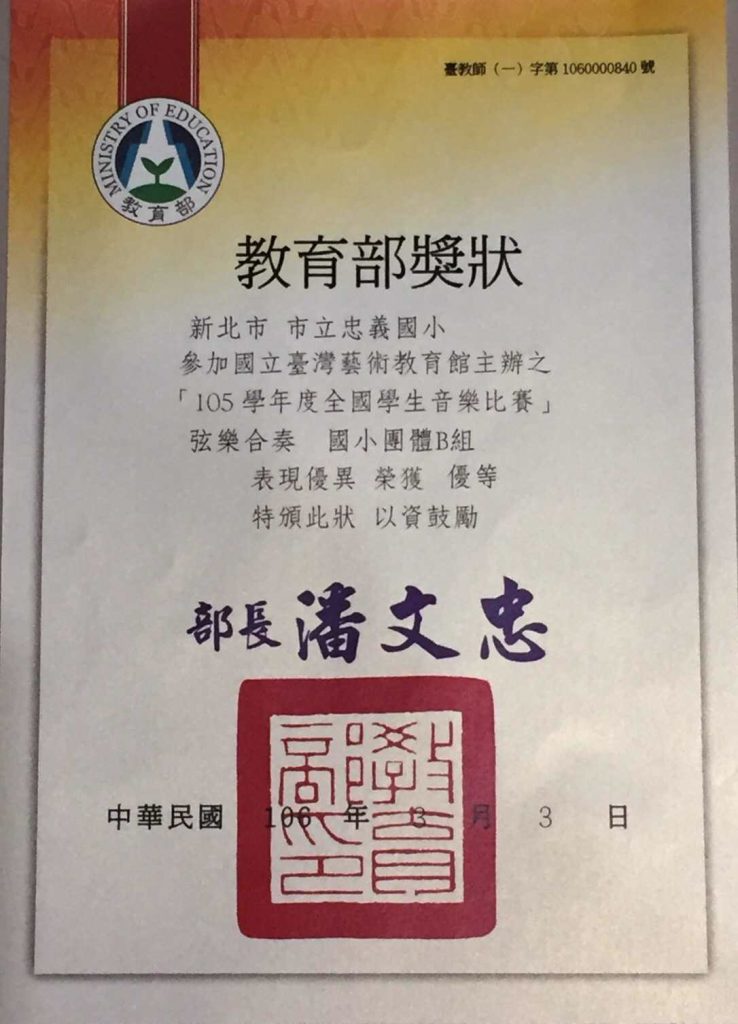 臺教師（一）字第1060000840號
MINISTRY OF EDUCATION
教育部
教育部獎狀
新北市 市立忠義國小
參加國立臺灣藝術教育館主辦之
「105學年度全國學生音樂比賽」
弦樂合奏 國小團體B組
表現優異 榮獲 優等
特頒此狀 以資鼓勵
部長 潘文忠
中華民國 106 年 3 月 3 日
教育部印